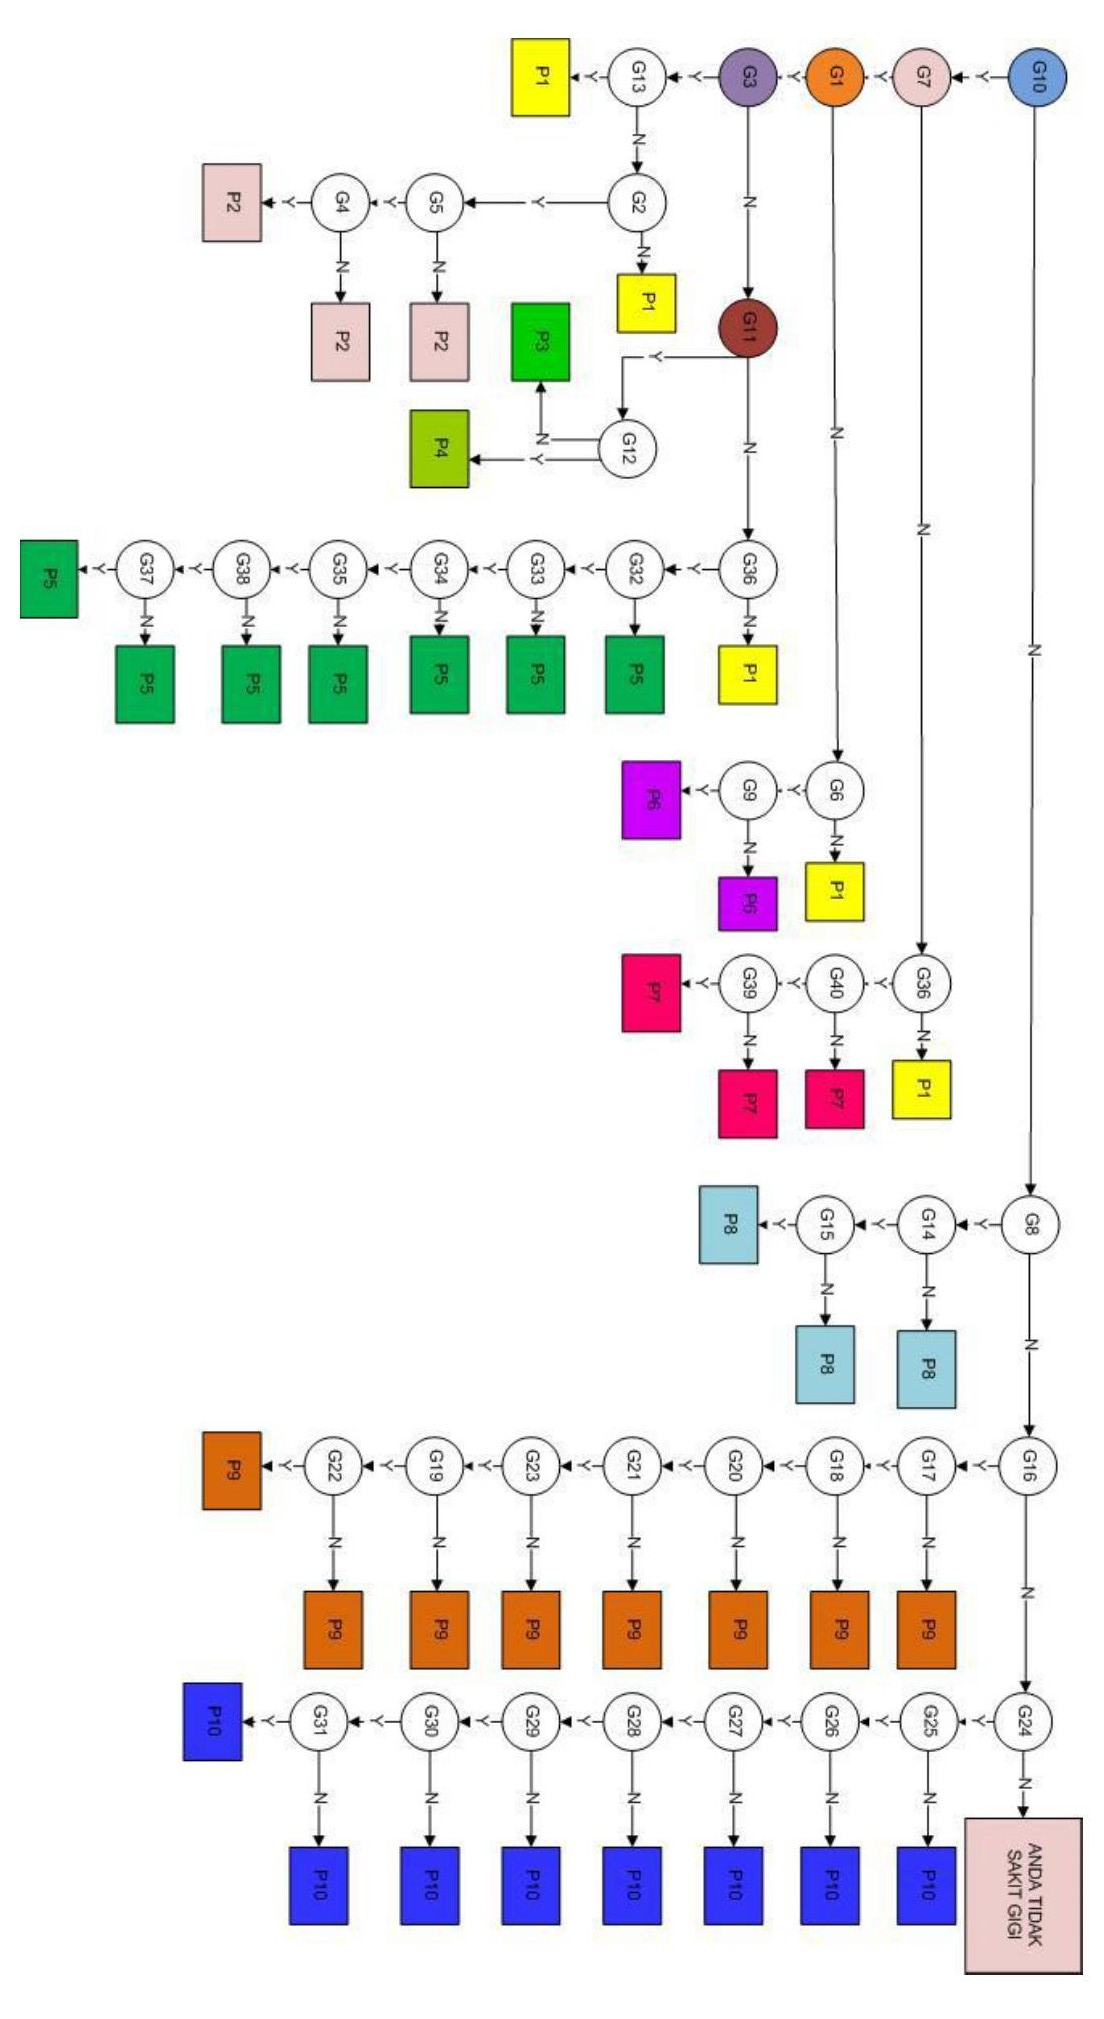 G10 N G8 N G16 N G24 N ANDA TIDAK
SAKIT GIGI
Y Y Y Y
G7 N G36 N P1 G14 N P8 G17 N P9 G25 N P10
Y Y Y Y Y
G1 N G6 N P1 G40 N P7 G15 N P8 G18 N P9 G26 N P10
Y Y Y Y Y Y
G3 N G11 N G36 N P1 G9 N P6 G39 N P7 P8 G20 N P9 G27 N P10
Y Y Y Y Y Y Y
G13 N G2 N P1 G12 G32 P5 P6 P7 G21 N P9 G28 N P10
Y Y N Y Y Y Y
P1 P3 G33 N P5 G23 N P9 G29 N P10
Y Y Y
G5 N P2 P4 G34 N P5 G19 N P9 G30 N P10
Y Y Y Y
G4 N P2 G35 N P5 G22 N P9 G31 N P10
Y Y Y Y
P2 G38 N P5 P9 P10
Y
G37 N P5
Y
P5